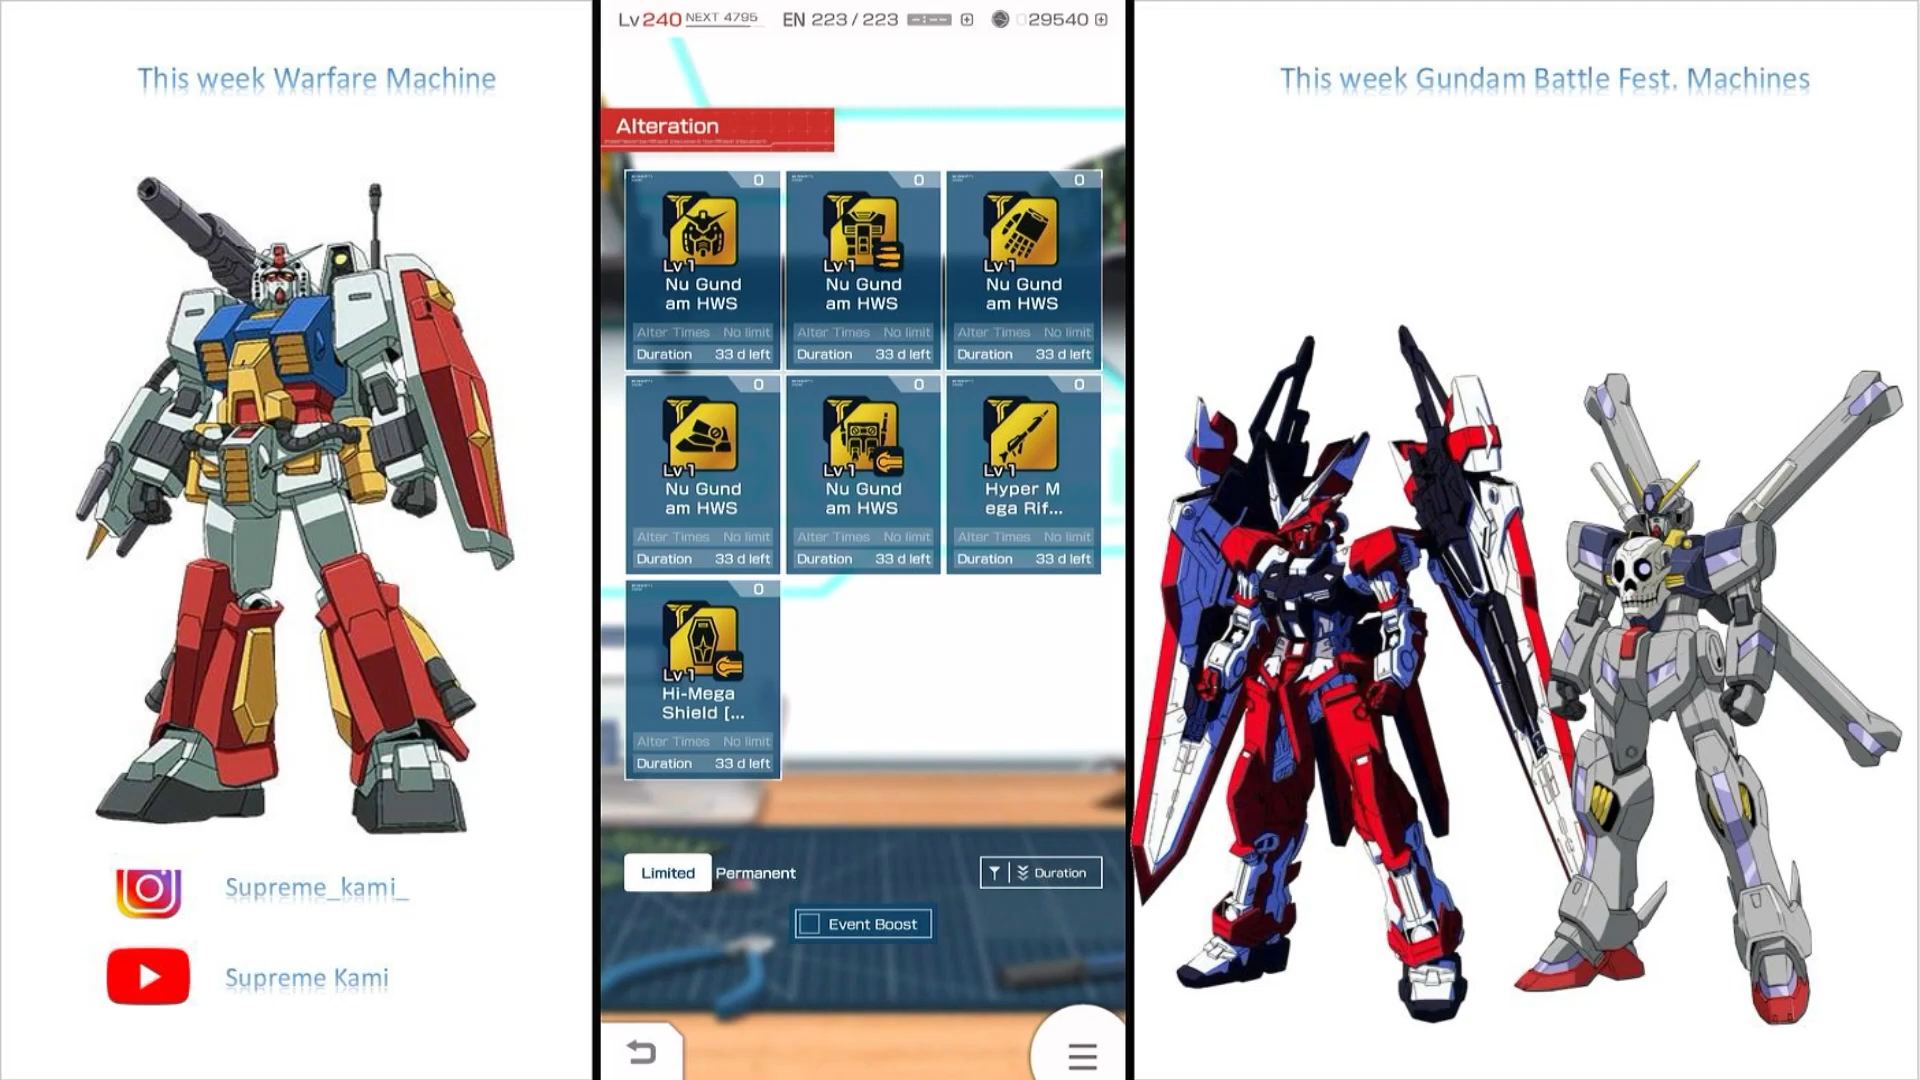 This week Warfare Machine
Lv 240 NEXT 4795 EN 223 / 223 -:-- 029540
This week Gundam Battle Fest. Machines
Alteration
0
0
0
Lv 1
Lv 1
Lv 1
Nu Gund
am HWS
Nu Gund
am HWS
Nu Gund
am HWS
Alter Times No limit
Alter Times No limit
Alter Times No limit
Duration 33 d left
Duration 33 d left
Duration 33 d left
0
0
0
Lv 1
Lv 1
Lv 1
Nu Gund
am HWS
Nu Gund
am HWS
Hyper M
ega Rif...
Alter Times No limit
Alter Times No limit
Alter Times No limit
Duration 33 d left
Duration 33 d left
Duration 33 d left
0
Lv 1
Hi-Mega
Shield [...
Alter Times No limit
Duration 33 d left
Limited Permanent Duration
Event Boost
Supreme_kami_
Supreme Kami